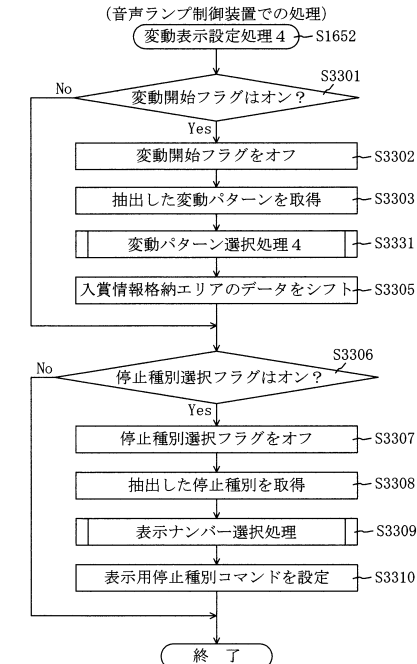 (音声ランプ制御装置での処理)
変動表示設定処理4 S1652
S3301
No 変動開始フラグはオン?
Yes
変動開始フラグをオフ S3302
抽出した変動パターンを取得 S3303
変動パターン選択処理4 S3331
入賞情報格納エリアのデータをシフト S3305
S3306
No 停止種別選択フラグはオン?
Yes
停止種別選択フラグをオフ S3307
抽出した停止種別を取得 S3308
表示ナンバー選択処理 S3309
表示用停止種別コマンドを設定 S3310
終 了